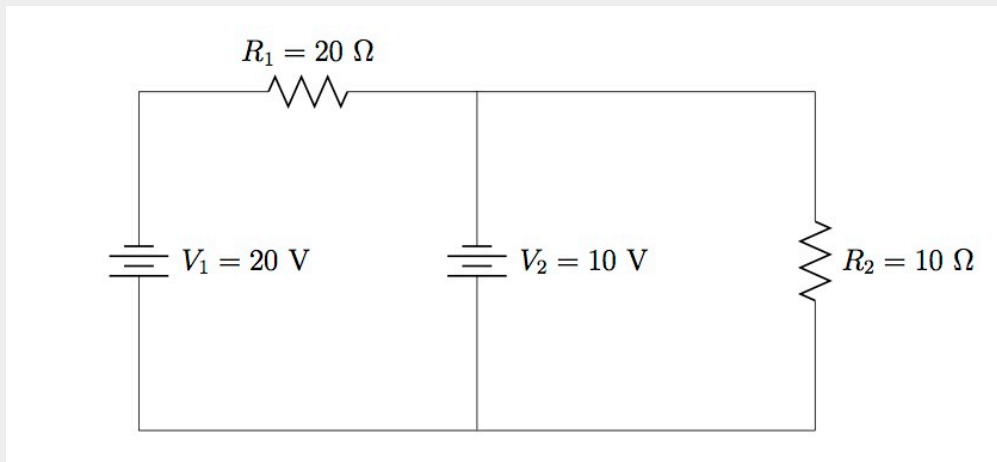 R₁ = 20 Ω
V₁ = 20 V
V₂ = 10 V
R₂ = 10 Ω